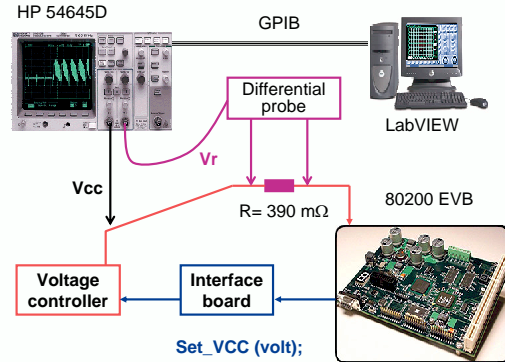 HP 54645D
GPIB
LabVIEW
Differential
probe
Vr
Vcc
R= 390 mΩ
80200 EVB
Voltage
controller
Interface
board
Set_VCC (volt);